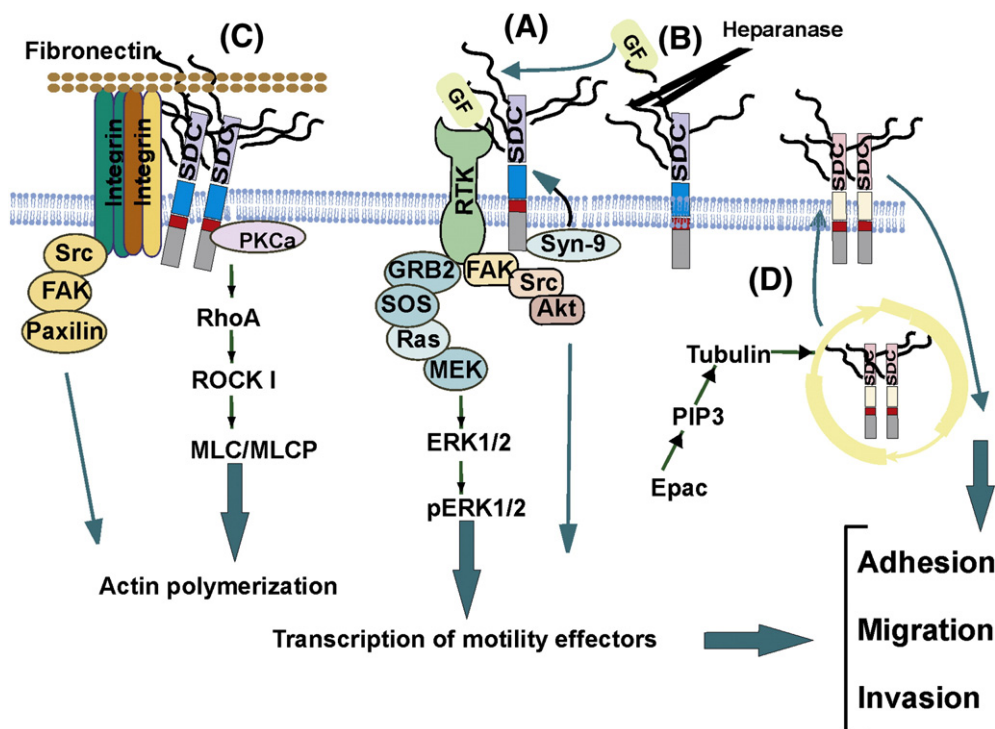 (C)
(A)
(B)
Heparanase
Fibronectin
GF
GF
Integrin
Integrin
SDC
SDC
RTK
SDC
SDC
SDC
SDC
PKCa
Syn-9
Src
FAK
Paxilin
GRB2
FAK
Src
Akt
SOS
Ras
MEK
(D)
RhoA
ROCK I
MLC/MLCP
ERK1/2
pERK1/2
Tubulin
PIP3
Epac
SDC
SDC
Actin polymerization
Transcription of motility effectors
Adhesion
Migration
Invasion